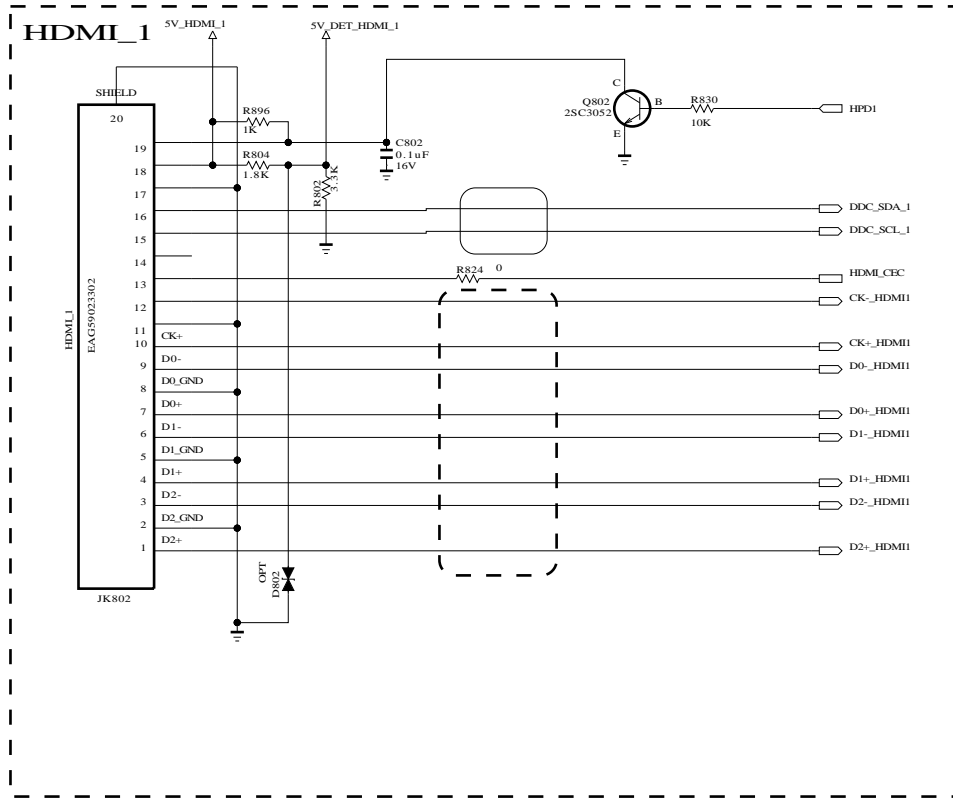 HDMI_1
5V_HDMI_1
5V_DET_HDMI_1
SHIELD
20
R896
1K
C
Q802
2SC3052
B
E
R830
10K
HPD1
19
C802
0.1uF
16V
18
R804
1.8K
R802
3.3K
17
16
DDC_SDA_1
15
DDC_SCL_1
14
13
R824
0
HDMI_CEC
12
CK-_HDMI1
HDMI_1
EAG59023302
11
CK+
10
CK+_HDMI1
D0-
9
D0-_HDMI1
D0_GND
8
D0+
7
D0+_HDMI1
D1-
6
D1-_HDMI1
D1_GND
5
D1+
4
D1+_HDMI1
D2-
3
D2-_HDMI1
D2_GND
2
D2+
1
D2+_HDMI1
OPT
D802
JK802